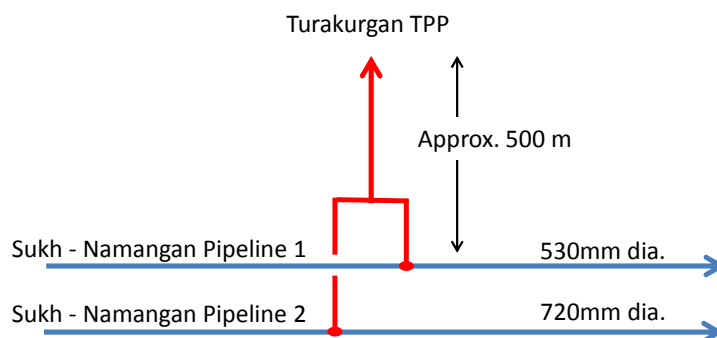 Turakurgan TPP
Approx. 500 m
Sukh - Namangan Pipeline 1
530mm dia.
Sukh - Namangan Pipeline 2
720mm dia.